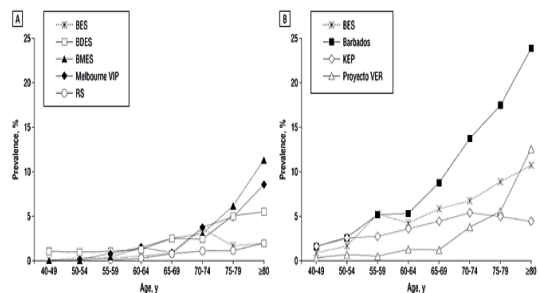 A
BES
BDES
BMES
Melbourne VIP
RS
Prevalence, %
25
20
15
10
5
0
40-49 50-54 55-59 60-64 65-69 70-74 75-79 ≥80
Age, y
B
BES
Barbados
KEP
Proyecto VER
Prevalence, %
25
20
15
10
5
0
40-49 50-54 55-59 60-64 65-69 70-74 75-79 ≥80
Age, y